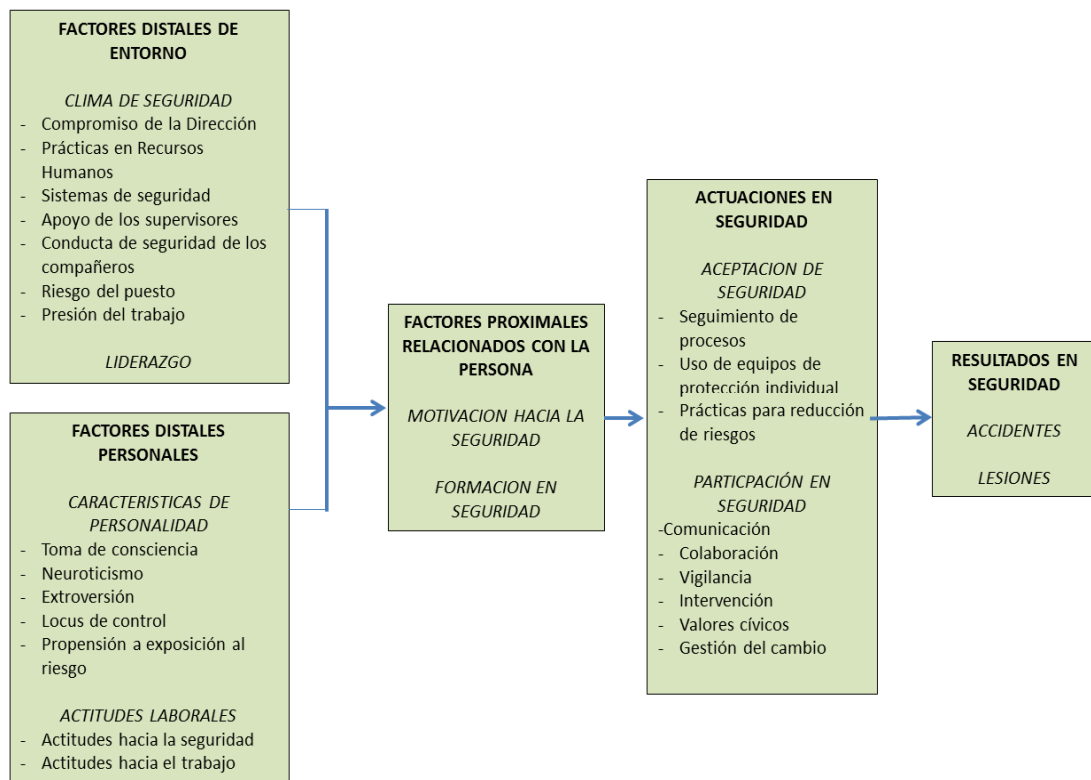 FACTORES DISTALES DE
ENTORNO
CLIMA DE SEGURIDAD
- Compromiso de la Dirección
- Prácticas en Recursos
Humanos
- Sistemas de seguridad
- Apoyo de los supervisores
- Conducta de seguridad de los
compañeros
- Riesgo del puesto
- Presión del trabajo
LIDERAZGO
FACTORES DISTALES
PERSONALES
CARACTERISTICAS DE
PERSONALIDAD
- Toma de consciencia
- Neuroticismo
- Extroversión
- Locus de control
- Propensión a exposición al
riesgo
ACTITUDES LABORALES
- Actitudes hacia la seguridad
- Actitudes hacia el trabajo
FACTORES PROXIMALES
RELACIONADOS CON LA
PERSONA
MOTIVACION HACIA LA
SEGURIDAD
FORMACION EN
SEGURIDAD
ACTUACIONES EN
SEGURIDAD
ACEPTACION DE
SEGURIDAD
- Seguimiento de
procesos
- Uso de equipos de
protección individual
- Prácticas para reducción
de riesgos
PARTICPACIÓN EN
SEGURIDAD
-Comunicación
- Colaboración
- Vigilancia
- Intervención
- Valores cívicos
- Gestión del cambio
RESULTADOS EN
SEGURIDAD
ACCIDENTES
LESIONES